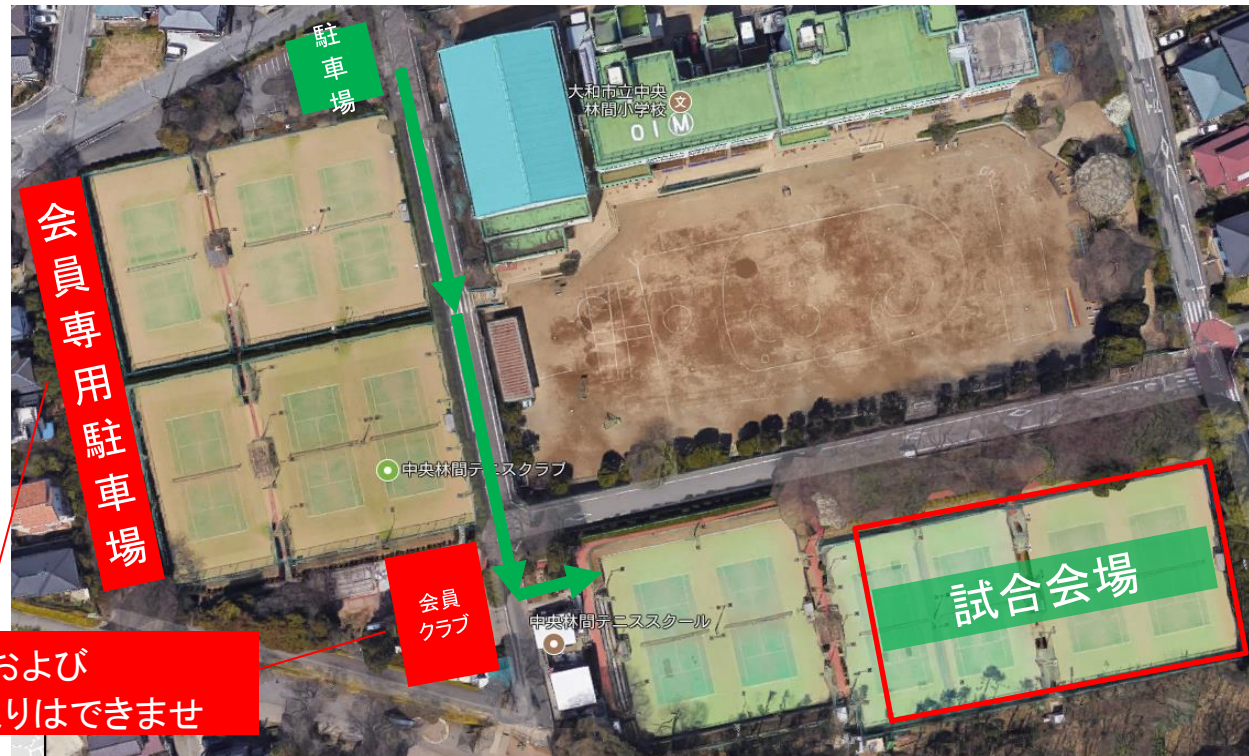 駐車場
大和市立中央
林間小学校
M10
会員専用駐車場
中央林間テニスクラブ
会員
クラブ
試合会場
中央林間テニススクール
および
りはできませ